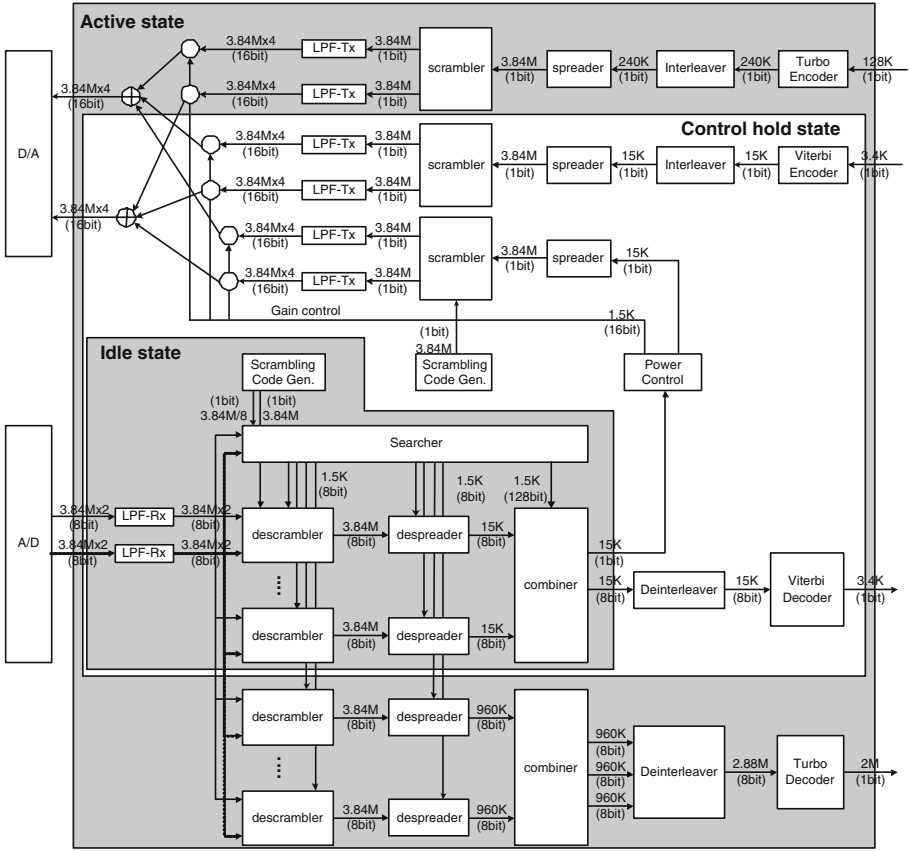 Active state
3.84Mx4 (16bit) LPF-Tx 3.84M (1bit) scrambler 3.84M (1bit) spreader 240K (1bit) Interleaver 240K (1bit) Turbo Encoder 128K (1bit)
3.84Mx4 (16bit) LPF-Tx 3.84M (1bit)
3.84Mx4 (16bit)
D/A
Control hold state
3.84Mx4 (16bit) LPF-Tx 3.84M (1bit) scrambler 3.84M (1bit) spreader 15K (1bit) Interleaver 15K (1bit) Viterbi Encoder 3.4K (1bit)
3.84Mx4 (16bit) LPF-Tx 3.84M (1bit)
3.84Mx4 (16bit)
3.84Mx4 (16bit) LPF-Tx 3.84M (1bit) scrambler 3.84M (1bit) spreader 15K (1bit)
3.84Mx4 (16bit) LPF-Tx 3.84M (1bit)
Gain control
1.5K (16bit)
(1bit) 3.84M
Idle state
Scrambling Code Gen.
Scrambling Code Gen.
Power Control
(1bit) (1bit)
3.84M/8 3.84M
Searcher
1.5K (8bit)
1.5K (8bit)
1.5K (128bit)
A/D
3.84Mx2 (8bit) LPF-Rx 3.84Mx2 (8bit)
3.84Mx2 (8bit) LPF-Rx 3.84Mx2 (8bit)
descrambler 3.84M (8bit) despreader 15K (8bit)
combiner
15K (1bit)
15K (8bit) Deinterleaver 15K (8bit) Viterbi Decoder 3.4K (1bit)
descrambler 3.84M (8bit) despreader 15K (8bit)
descrambler 3.84M (8bit) despreader 960K (8bit)
combiner
960K (8bit)
960K (8bit)
960K (8bit)
Deinterleaver 2.88M (8bit) Turbo Decoder 2M (1bit)
descrambler 3.84M (8bit) despreader 960K (8bit)